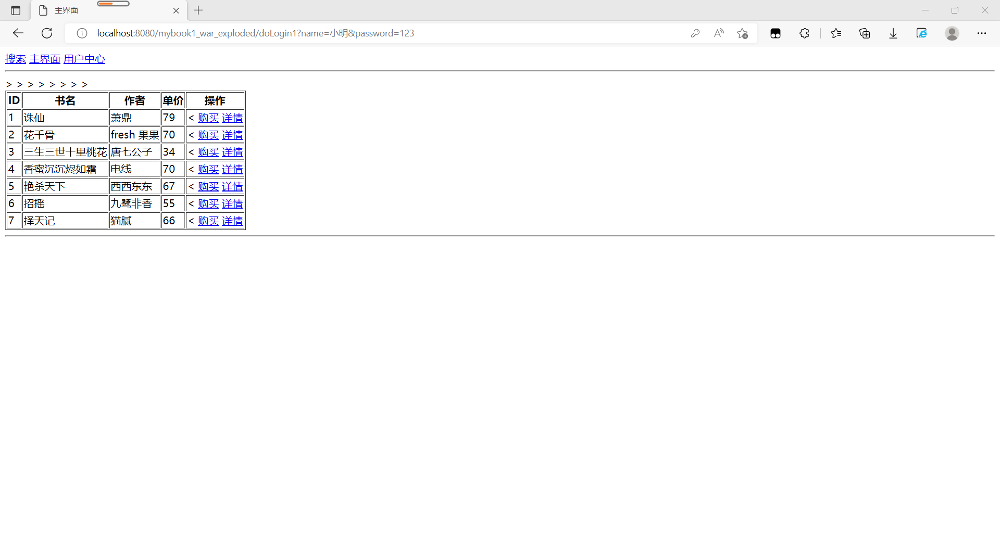 主界面
localhost:8080/mybook1_war_exploded/doLogin1?name=小明&password=123
搜索 主界面 用户中心
> > > > > > > >
ID 书名 作者 单价 操作
1 诛仙 萧鼎 79 < 购买 详情
2 花千骨 fresh 果果 70 < 购买 详情
3 三生三世十里桃花 唐七公子 34 < 购买 详情
4 香蜜沉沉烬如霜 电线 70 < 购买 详情
5 艳杀天下 西西东东 67 < 购买 详情
6 招摇 九鹭非香 55 < 购买 详情
7 择天记 猫腻 66 < 购买 详情